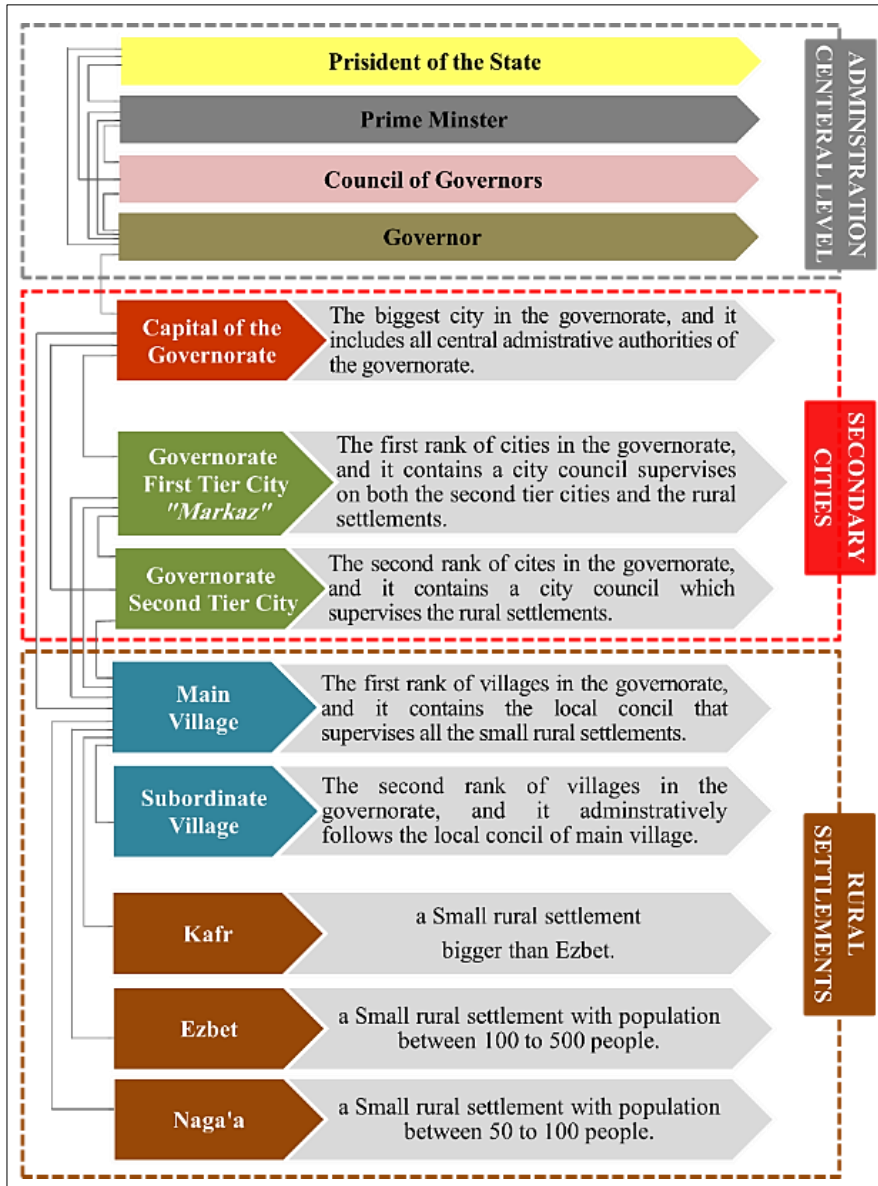 Prisident of the State
Prime Minster
Council of Governors
Governor
ADMINSTRATION
CENTERAL LEVEL
Capital of the
Governorate
The biggest city in the governorate, and it
includes all central admistrative authorities of
the governorate.
Governorate
First Tier City
"Markaz"
The first rank of cities in the governorate,
and it contains a city council supervises
on both the second tier cities and the rural
settlements.
Governorate
Second Tier City
The second rank of cites in the governorate,
and it contains a city council which
supervises the rural settlements.
SECONDARY
CITIES
Main
Village
The first rank of villages in the governorate,
and it contains the local concil that
supervises all the small rural settlements.
Subordinate
Village
The second rank of villages in the
governorate, and it adminstratively
follows the local concil of main village.
Kafr
a Small rural settlement
bigger than Ezbet.
Ezbet
a Small rural settlement with population
between 100 to 500 people.
Naga'a
a Small rural settlement with population
between 50 to 100 people.
RURAL
SETTLEMENTS